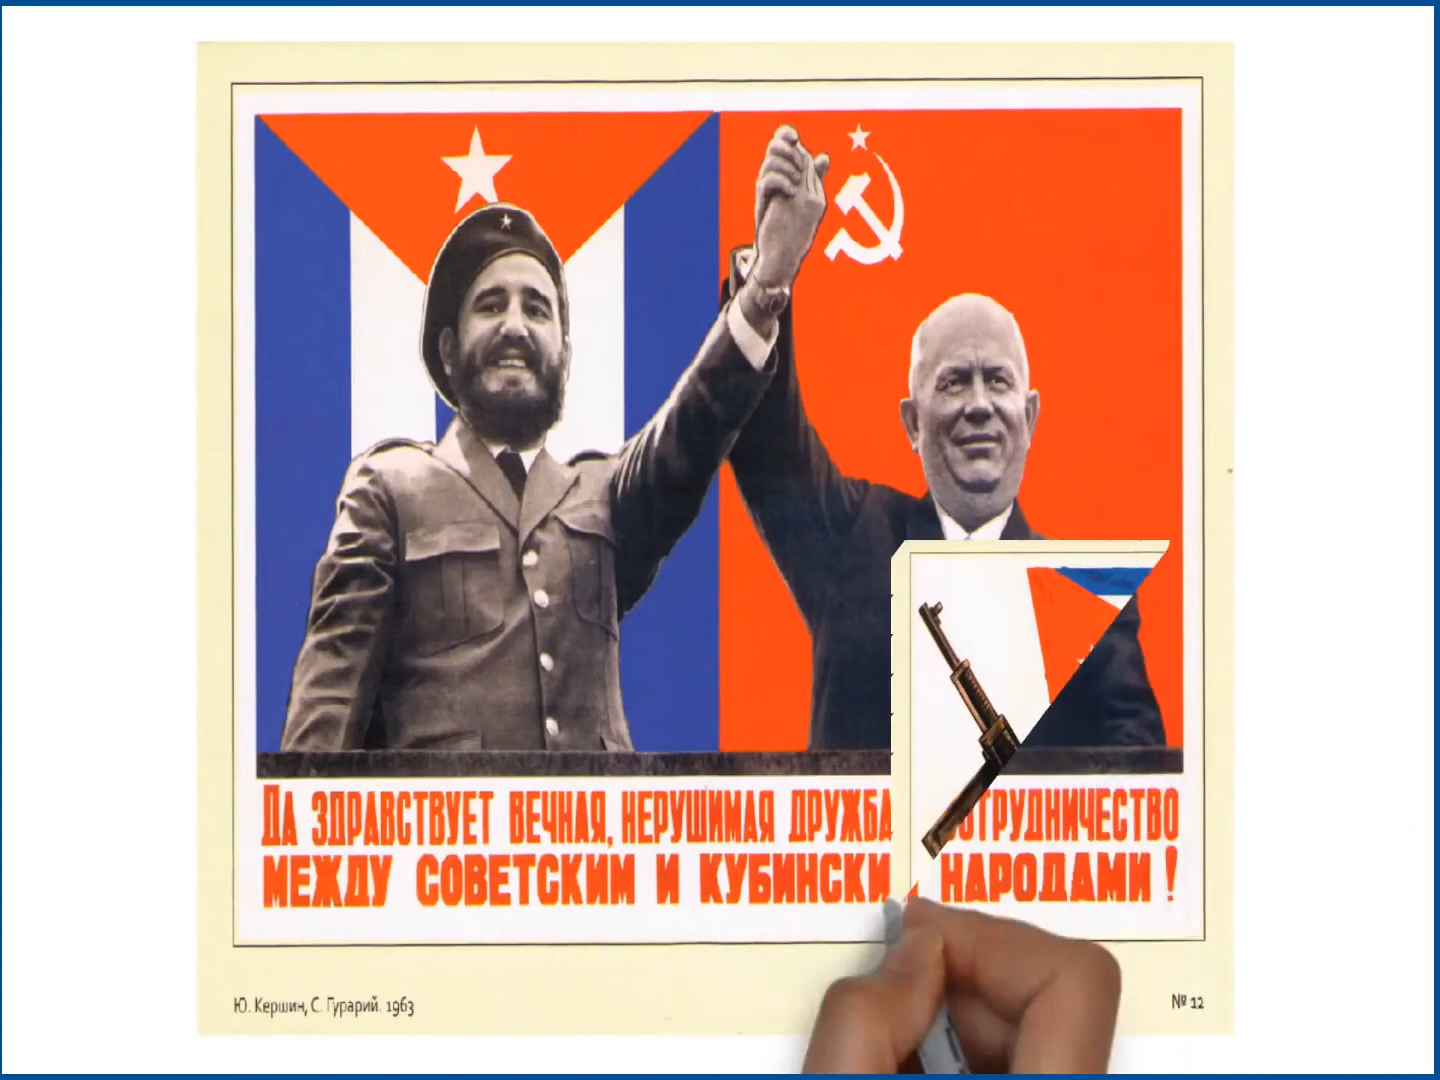 ДА ЗДРАВСТВУЕТ ВЕЧНАЯ, НЕРУШИМАЯ ДРУЖБА ОТРУДНИЧЕСТВО
МЕЖДУ СОВЕТСКИМ И КУБИНСКИ НАРОДАМИ!
Ю. Кершин, С. Гурарий. 1963
№ 12